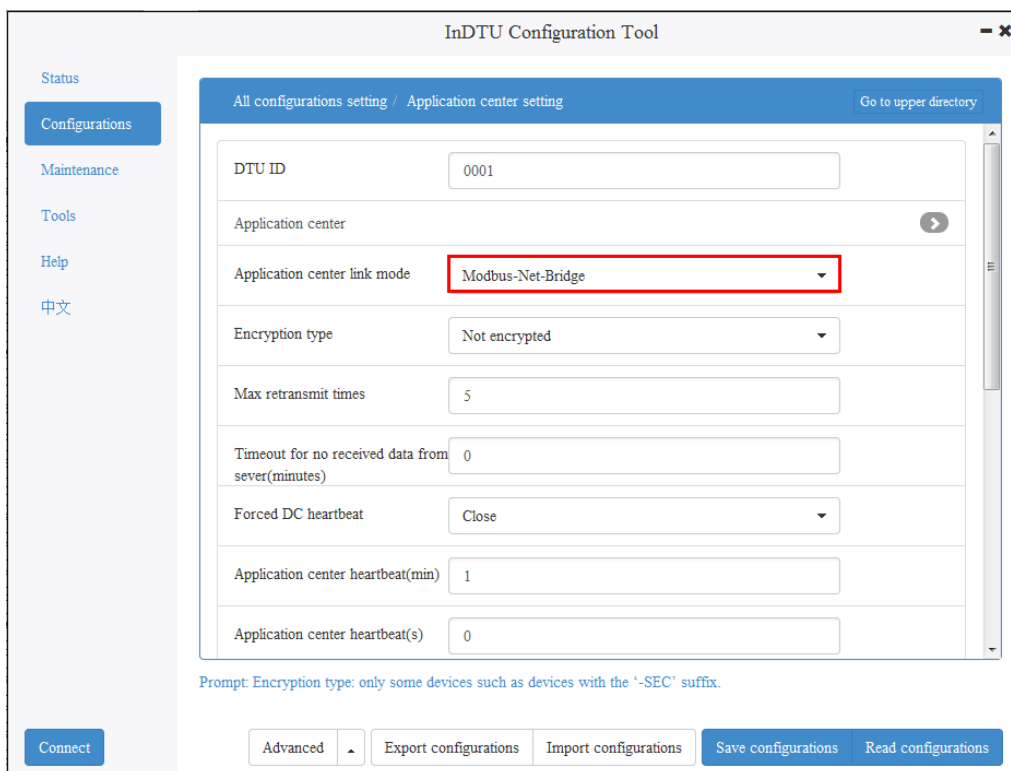 InDTU Configuration Tool
Status
Configurations
Maintenance
Tools
Help
中文
All configurations setting / Application center setting
Go to upper directory
DTU ID
0001
Application center
Application center link mode
Modbus-Net-Bridge
Encryption type
Not encrypted
Max retransmit times
5
Timeout for no received data from
sever(minutes)
0
Forced DC heartbeat
Close
Application center heartbeat(min)
1
Application center heartbeat(s)
0
Prompt: Encryption type: only some devices such as devices with the ‘-SEC’ suffix.
Connect
Advanced
Export configurations
Import configurations
Save configurations
Read configurations